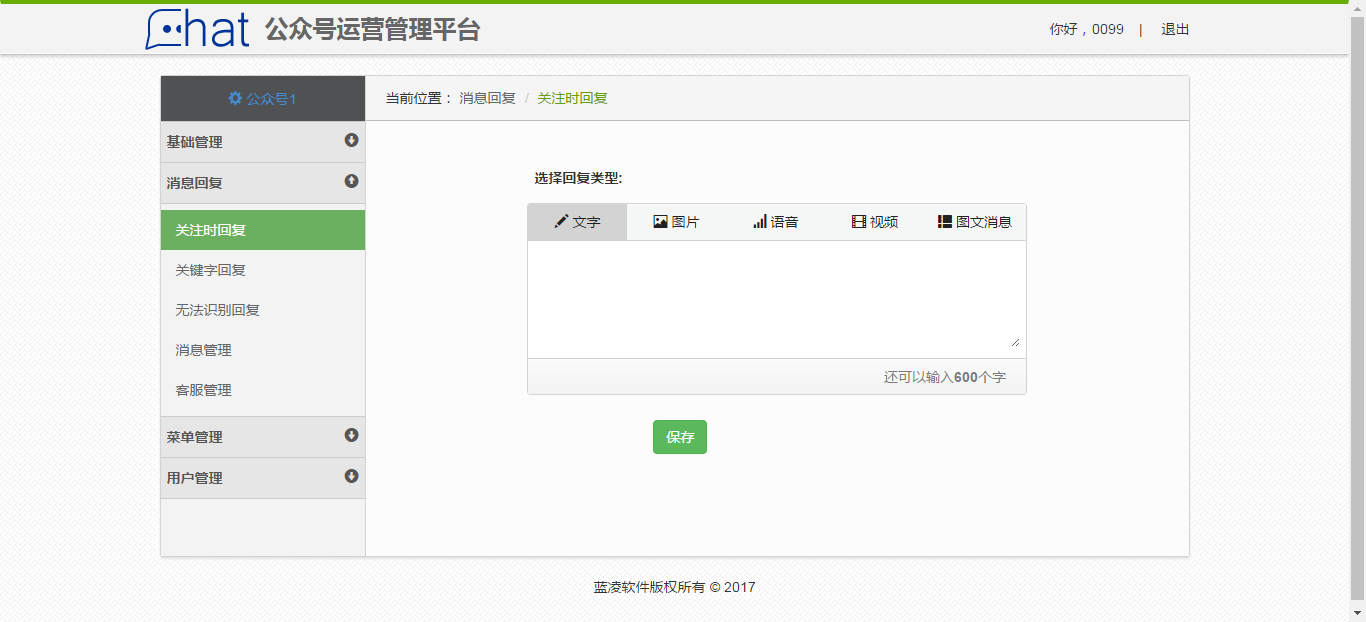 hat 公众号运营管理平台
你好，0099 | 退出
公众号1
当前位置： 消息回复 / 关注时回复
基础管理
消息回复
关注时回复
关键字回复
无法识别回复
消息管理
客服管理
菜单管理
用户管理
选择回复类型:
文字 图片 语音 视频 图文消息
还可以输入600个字
保存
蓝凌软件版权所有 © 2017